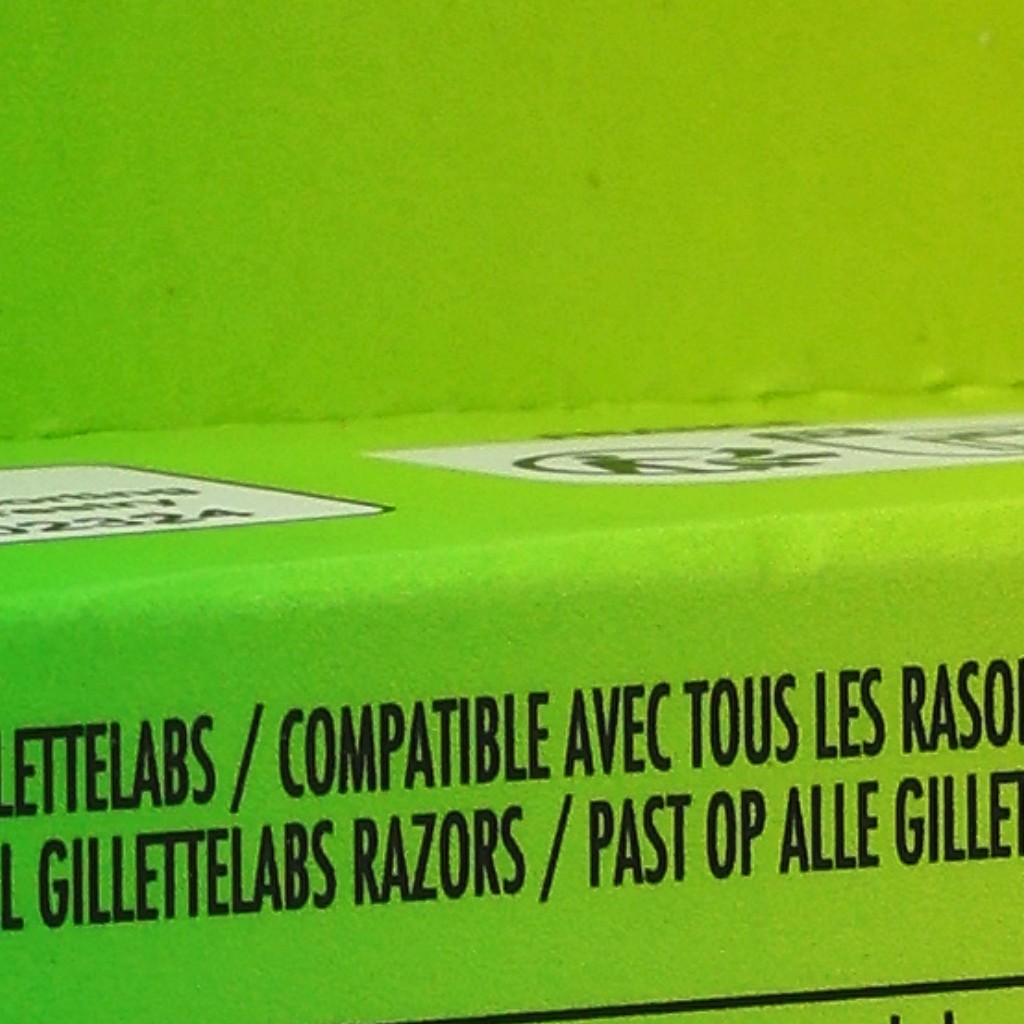 LETTELABS / COMPATIBLE AVEC TOUS LES RASO
L GILLETTELABS RAZORS / PAST OP ALLE GILLET